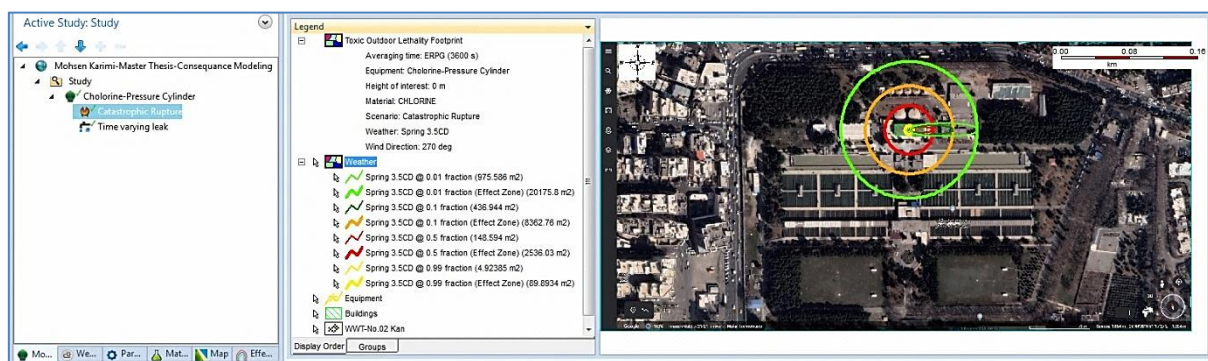 Active Study: Study
Mohsen Karimi-Master Thesis-Consequance Modeling
Study
Cholorine-Pressure Cylinder
Catastrophic Rupture
Time varying leak
Mo...
We...
Par...
Mat...
Map
Effe...
Legend
Toxic Outdoor Lethality Footprint
Averaging time: ERPG (3600 s)
Equipment: Cholorine-Pressure Cylinder
Height of interest: 0 m
Material: CHLORINE
Scenario: Catastrophic Rupture
Weather: Spring 3.5CD
Wind Direction: 270 deg
Weather
Spring 3.5CD @ 0.01 fraction (975.586 m2)
Spring 3.5CD @ 0.01 fraction (Effect Zone) (20175.8 m2)
Spring 3.5CD @ 0.1 fraction (436.944 m2)
Spring 3.5CD @ 0.1 fraction (Effect Zone) (8362.76 m2)
Spring 3.5CD @ 0.5 fraction (148.594 m2)
Spring 3.5CD @ 0.5 fraction (Effect Zone) (2536.03 m2)
Spring 3.5CD @ 0.99 fraction (4.92385 m2)
Spring 3.5CD @ 0.99 fraction (Effect Zone) (89.8934 m2)
Equipment
Buildings
WWT-No.02 Kan
Display Order
Groups
0.00 0.08 0.16
km
Google